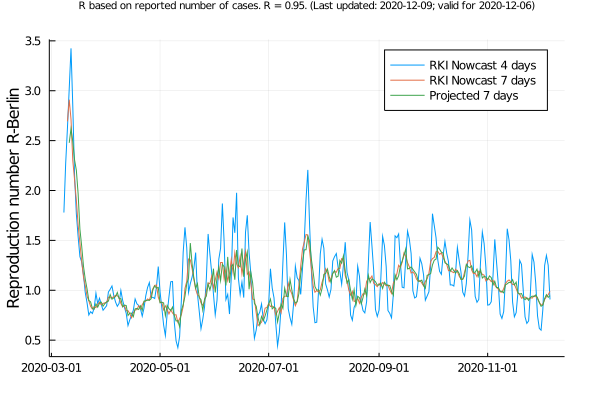 R based on reported number of cases. R = 0.95. (Last updated: 2020-12-09; valid for 2020-12-06)
3.5
RKI Nowcast 4 days
RKI Nowcast 7 days
Projected 7 days
3.0
2.5
2.0
1.5
1.0
0.5
Reproduction number R-Berlin
2020-03-01 2020-05-01 2020-07-01 2020-09-01 2020-11-01